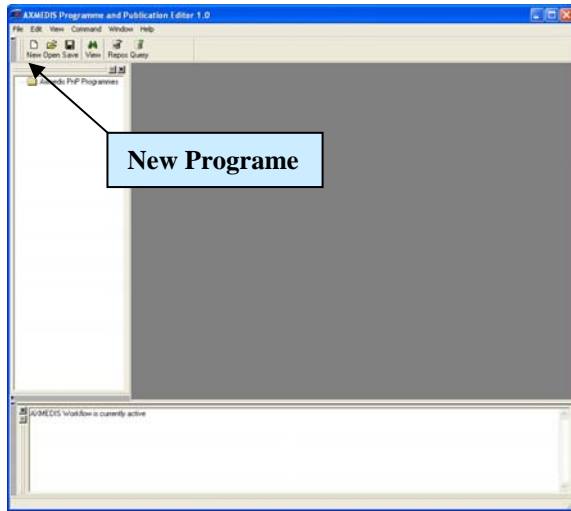 AXMEDIS Programme and Publication Editor 1.0
File Edit View Command Window Help
New Open Save View Repos Query
Axmedis PnP Programmes
New Programe
AXMEDIS Workflow is currently active